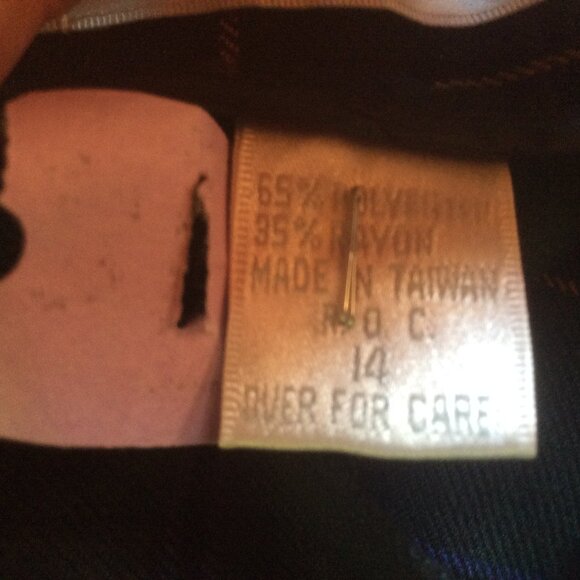 65% POLYESTER
35% RAYON
MADE IN TAIWAN
R. O. C.
14
OVER FOR CARE